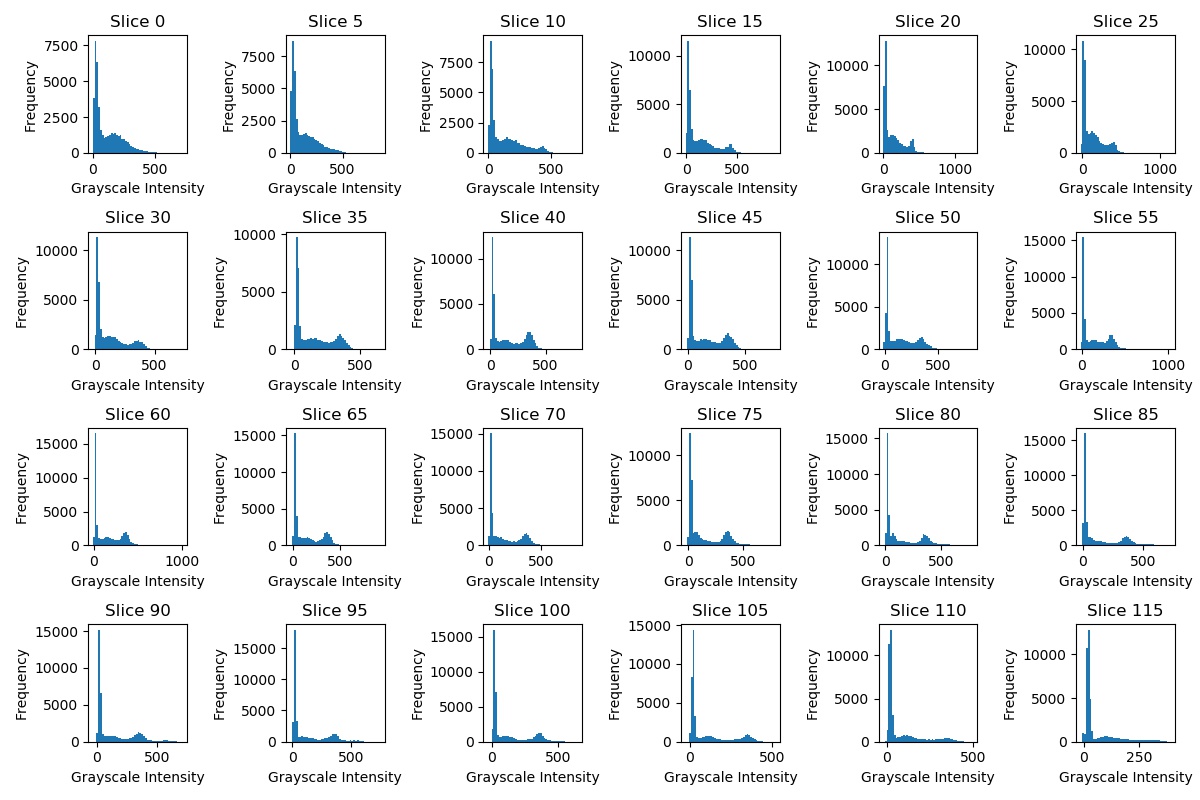 Slice 0 Slice 5 Slice 10 Slice 15 Slice 20 Slice 25
Frequency Frequency Frequency Frequency Frequency Frequency
7500 7500 7500 10000 10000 10000
5000 5000 5000 5000 5000 5000
2500 2500 2500
0 0 0 0 0 0
0 500 0 500 0 500 0 500 0 1000 0 1000
Grayscale Intensity Grayscale Intensity Grayscale Intensity Grayscale Intensity Grayscale Intensity Grayscale Intensity
Slice 30 Slice 35 Slice 40 Slice 45 Slice 50 Slice 55
Frequency Frequency Frequency Frequency Frequency Frequency
10000 10000 10000 10000 10000 15000
10000
5000 5000 5000 5000 5000 5000
0 0 0 0 0 0
0 500 0 500 0 500 0 500 0 500 0 1000
Grayscale Intensity Grayscale Intensity Grayscale Intensity Grayscale Intensity Grayscale Intensity Grayscale Intensity
Slice 60 Slice 65 Slice 70 Slice 75 Slice 80 Slice 85
Frequency Frequency Frequency Frequency Frequency Frequency
15000 15000 15000 15000 15000
10000 10000 10000 10000 10000 10000
5000 5000 5000 5000 5000 5000
0 0 0 0 0 0
0 1000 0 500 0 500 0 500 0 500 0 500
Grayscale Intensity Grayscale Intensity Grayscale Intensity Grayscale Intensity Grayscale Intensity Grayscale Intensity
Slice 90 Slice 95 Slice 100 Slice 105 Slice 110 Slice 115
Frequency Frequency Frequency Frequency Frequency Frequency
15000 15000 15000 15000
10000 10000 10000 10000 10000 10000
5000 5000 5000 5000 5000 5000
0 0 0 0 0 0
0 500 0 500 0 500 0 500 0 500 0 250
Grayscale Intensity Grayscale Intensity Grayscale Intensity Grayscale Intensity Grayscale Intensity Grayscale Intensity